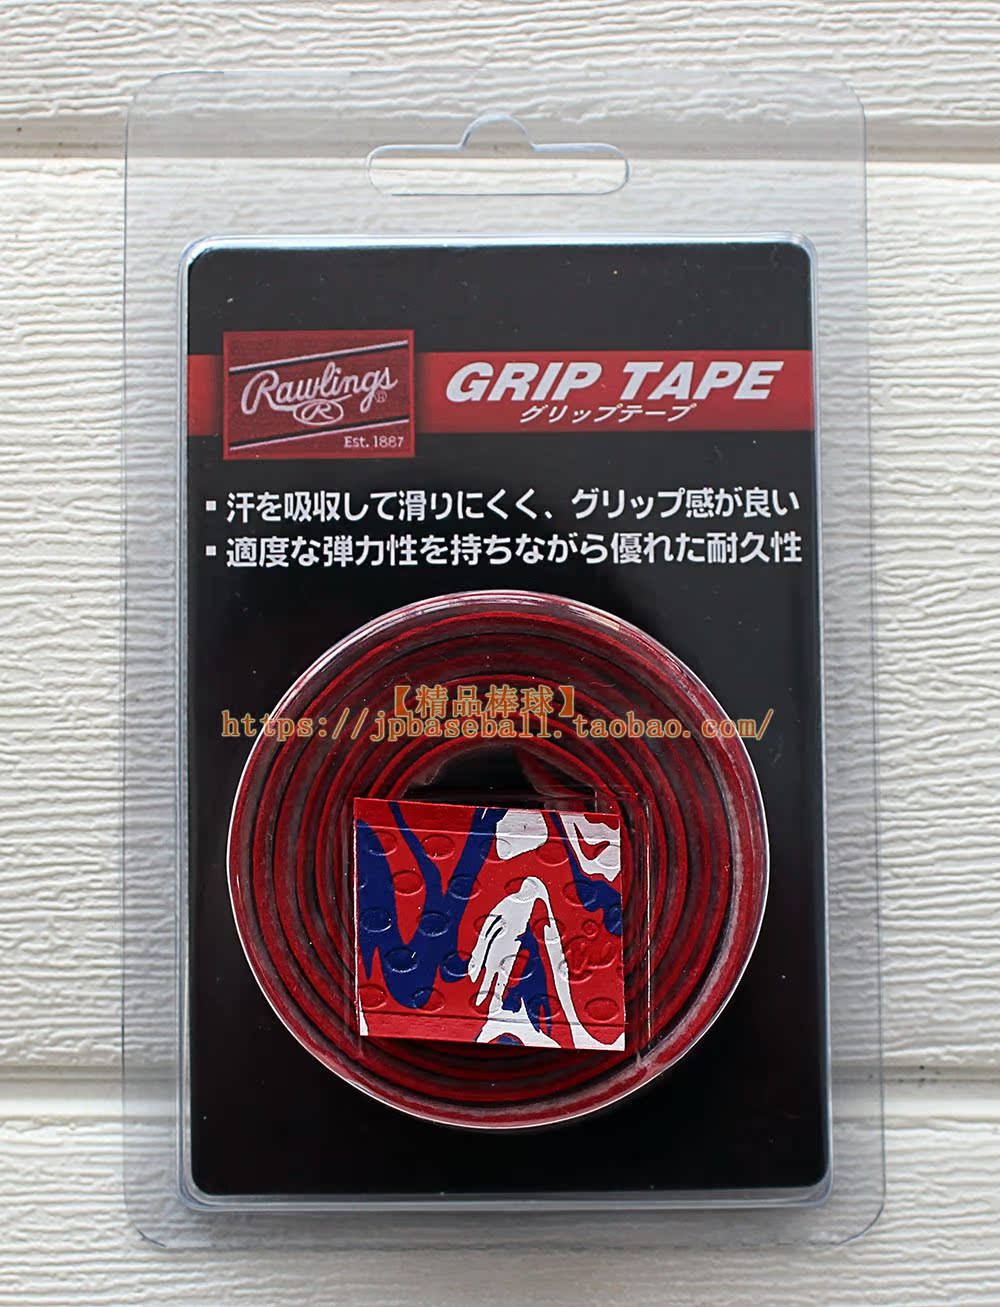 Rawlings®
R
Est. 1887
GRIP TAPE
グリップテープ
▪ 汗を吸収して滑りにくく、グリップ感が良い
▪ 適度な弾力性を持ちながら優れた耐久性
【精品棒球】
https://jpbaseball.taobao.com/